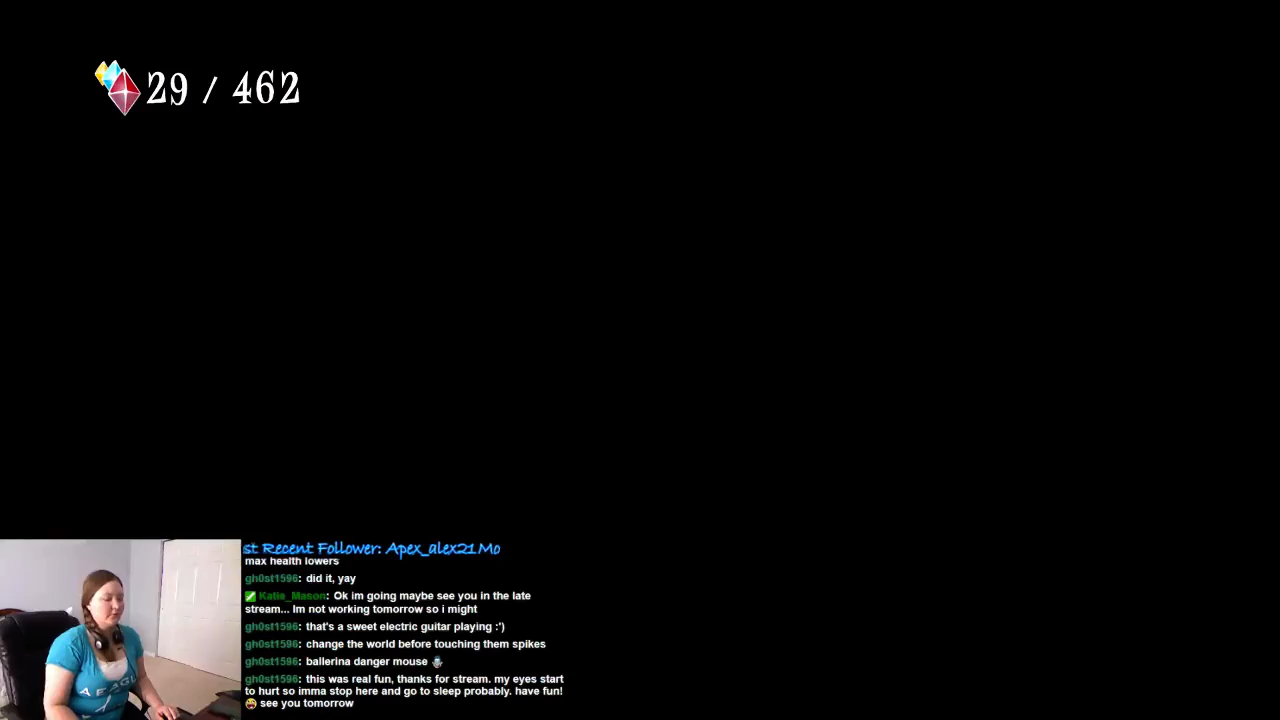 29 / 462
st Recent Follower: Apex_alex21 Mo
max health lowers
gh0st1596: did it, yay
Katie_Mason: Ok im going maybe see you in the late
stream... Im not working tomorrow so i might
gh0st1596: that's a sweet electric guitar playing :')
gh0st1596: change the world before touching them spikes
gh0st1596: ballerina danger mouse
gh0st1596: this was real fun, thanks for stream. my eyes start
to hurt so imma stop here and go to sleep probably. have fun!
see you tomorrow